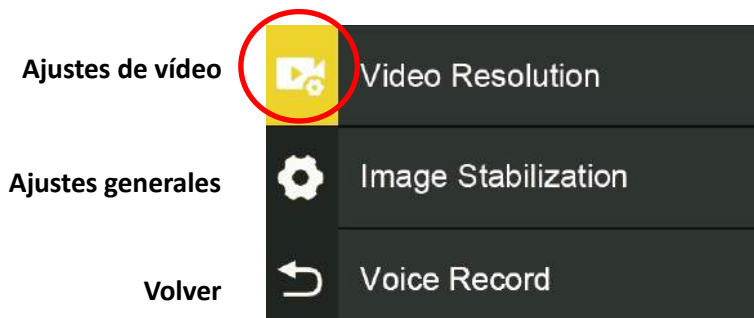 Ajustes de vídeo
Video Resolution
Ajustes generales
Image Stabilization
Volver
Voice Record